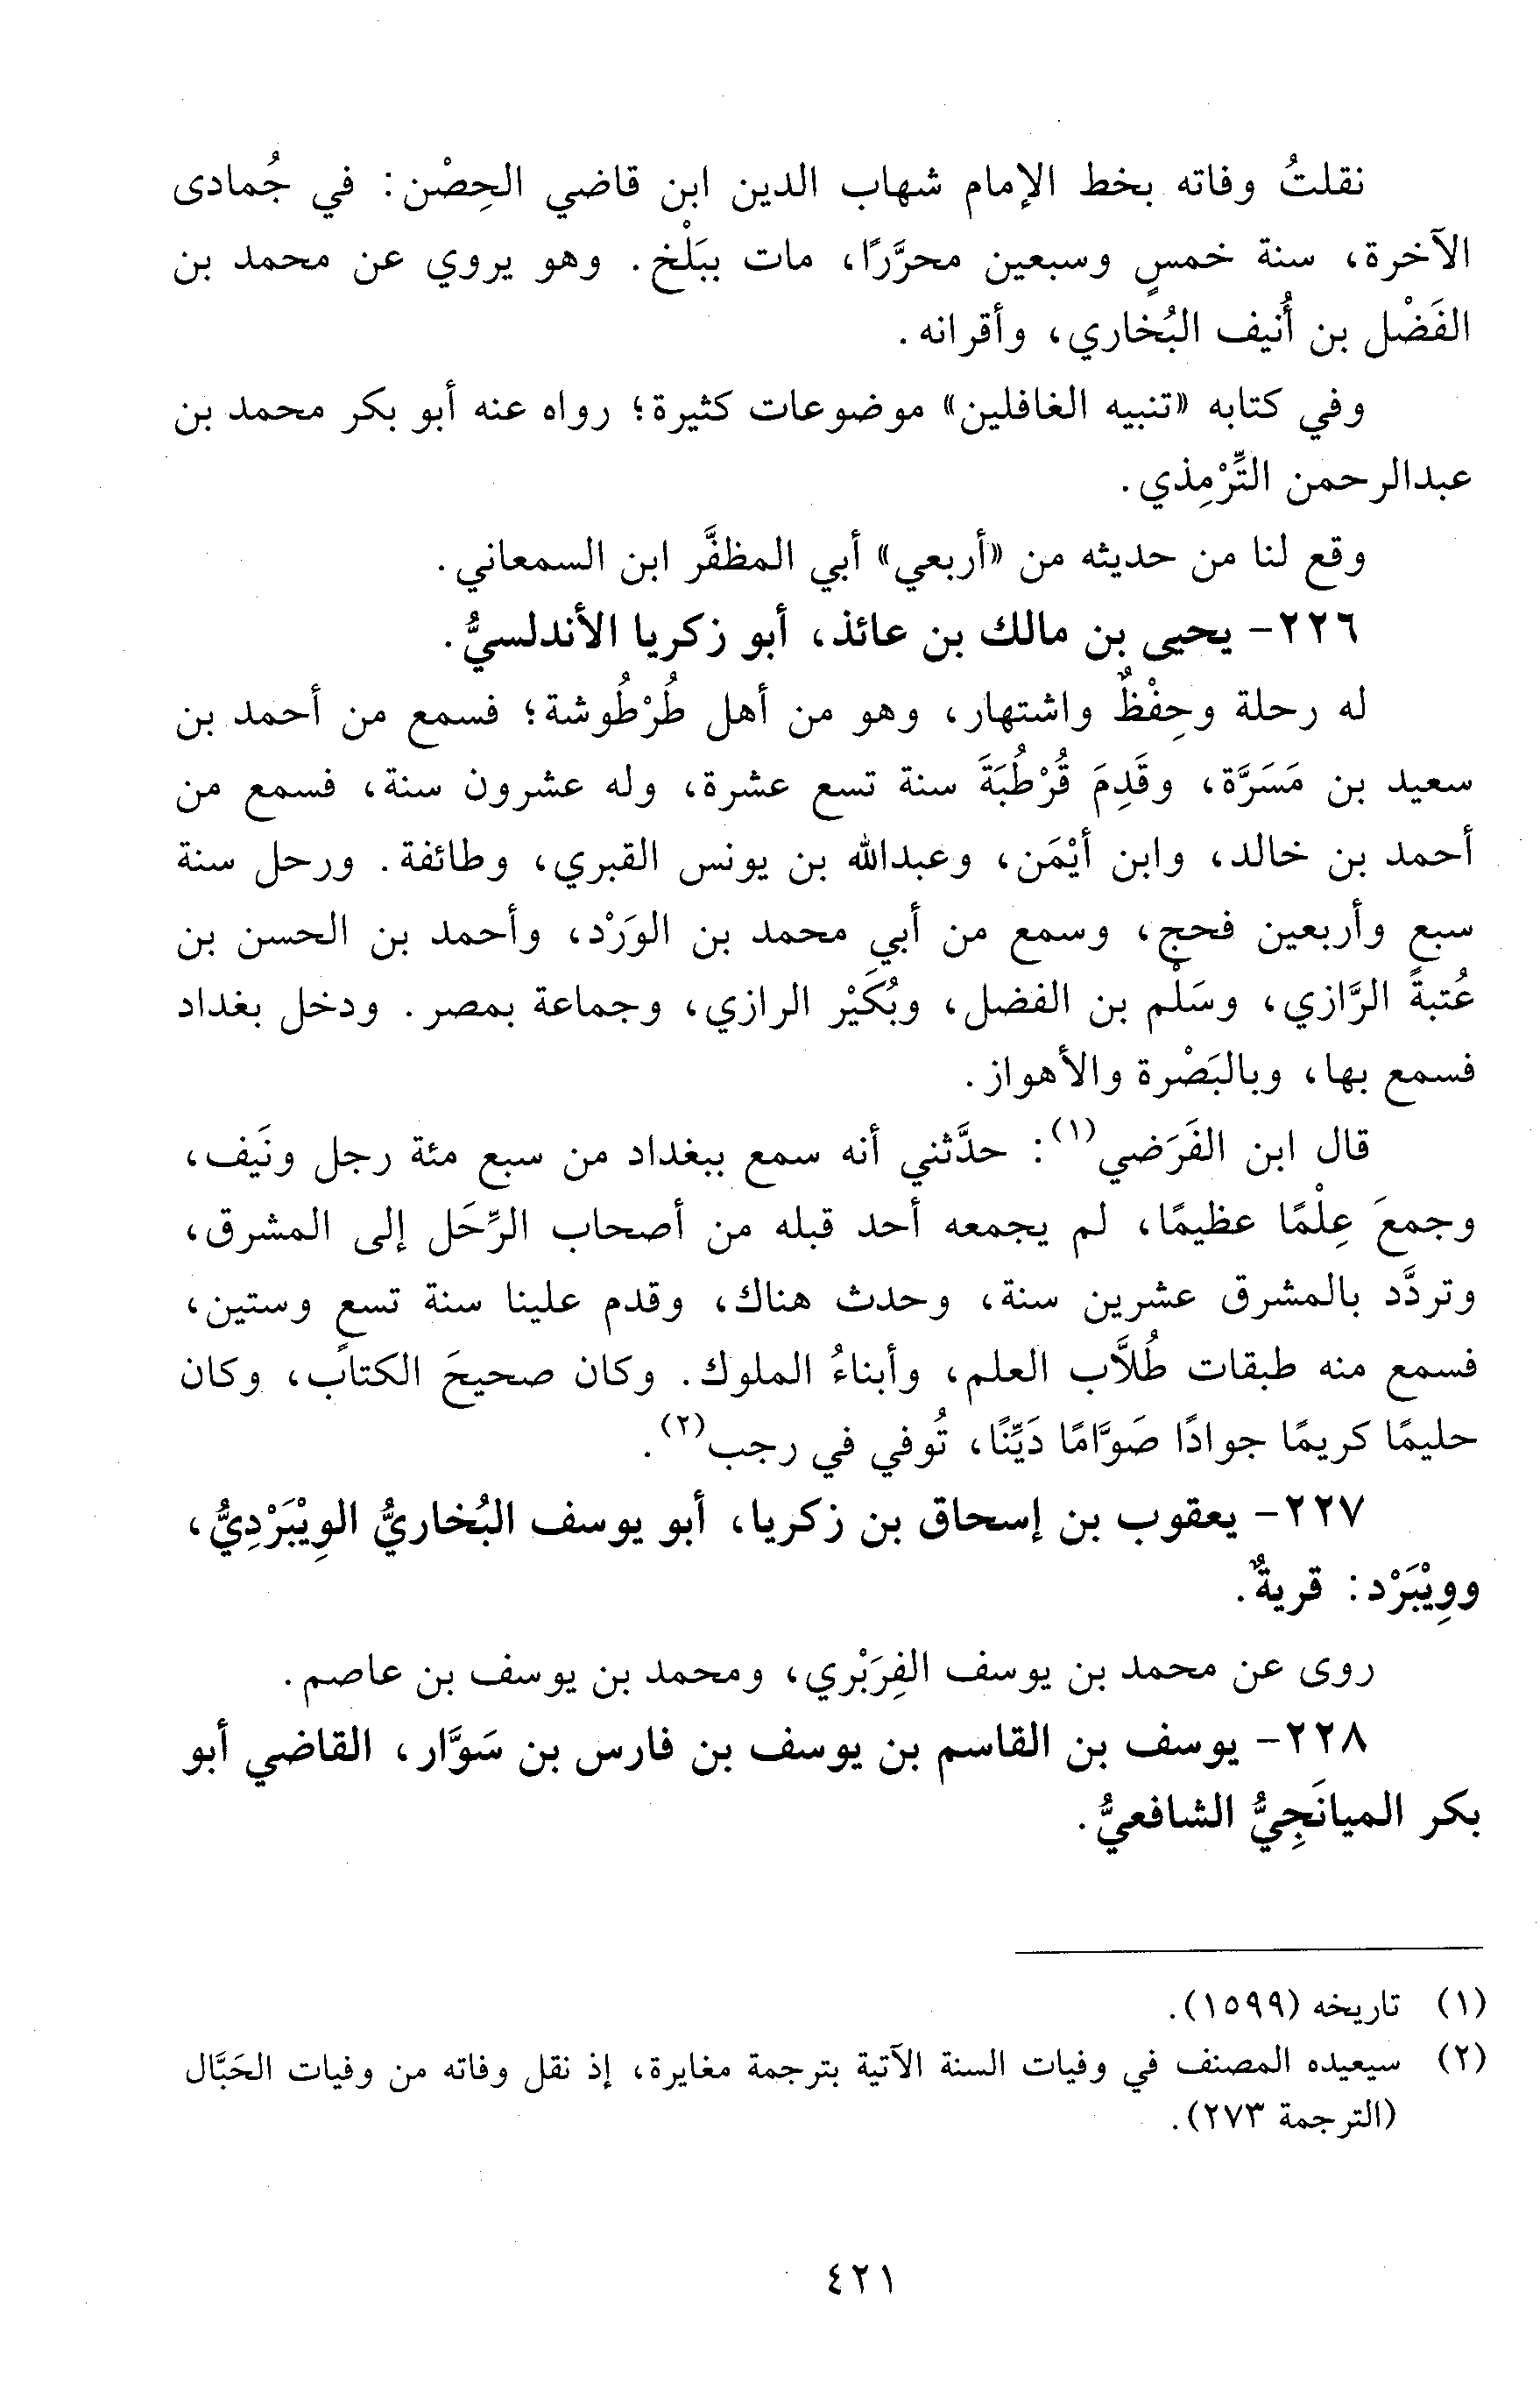 نقلتُ وفاته بخط الإمام شهاب الدين ابن قاضي الحِصْن: في جُمادى
الآخرة، سنة خمسٍ وسبعين محرَّرًا، مات ببَلْخ. وهو يروي عن محمد بن
الفَضْل بن أُنيف البُخاري، وأقرانه.
وفي كتابه «تنبيه الغافلين» موضوعات كثيرة؛ رواه عنه أبو بكر محمد بن
عبدالرحمن التِّرْمِذي.
وقع لنا من حديثه من «أربعي» أبي المظفَّر ابن السمعاني.
٢٢٦- يحيى بن مالك بن عائذ، أبو زكريا الأندلسيُّ.
له رحلة وحِفْظٌ واشتهار، وهو من أهل طُرْطُوشة؛ فسمع من أحمد بن
سعيد بن مَسَرَّة، وقَدِمَ قُرْطُبَةَ سنة تسع عشرة، وله عشرون سنة، فسمع من
أحمد بن خالد، وابن أيْمَن، وعبدالله بن يونس القبري، وطائفة. ورحل سنة
سبع وأربعين فحج، وسمع من أبي محمد بن الوَرْد، وأحمد بن الحسن بن
عُتبةً الرَّازي، وسَلْم بن الفضل، وبُكَيْر الرازي، وجماعة بمصر. ودخل بغداد
فسمع بها، وبالبَصْرة والأهواز.
قال ابن الفَرَضي(١): حدَّثني أنه سمع ببغداد من سبع مئة رجل ونَيف،
وجمعَ عِلْمًا عظيمًا، لم يجمعه أحد قبله من أصحاب الرِّحَل إلى المشرق،
وتردَّد بالمشرق عشرين سنة، وحدث هناك، وقدم علينا سنة تسعٍ وستين،
فسمع منه طبقات طُلاَّب العلم، وأبناءُ الملوك. وكان صحيحَ الكتاب، وكان
حليمًا كريمًا جوادًا صَوَّامًا دَيِّنًا، تُوفي في رجب(٢).
٢٢٧- يعقوب بن إسحاق بن زكريا، أبو يوسف البُخاريُّ الوِيْبَرْدِيُّ،
ووِيْبَرْد: قريةٌ.
روى عن محمد بن يوسف الفِرَبْري، ومحمد بن يوسف بن عاصم.
٢٢٨- يوسف بن القاسم بن يوسف بن فارس بن سَوَّار، القاضي أبو
بكر الميانَجِيُّ الشافعيُّ.
(١) تاريخه (١٥٩٩).
(٢) سيعيده المصنف في وفيات السنة الآتية بترجمة مغايرة، إذ نقل وفاته من وفيات الحَبَّال
(الترجمة ٢٧٣).
٤٢١